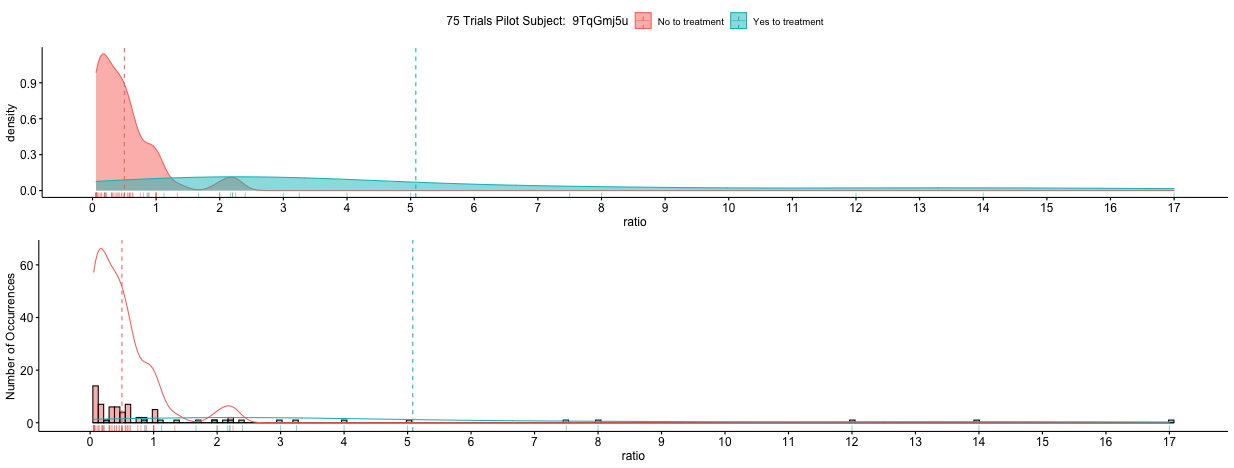 75 Trials Pilot Subject: 9TqGmj5u No to treatment Yes to treatment
density
0.9
0.6
0.3
0.0
0 1 2 3 4 5 6 7 8 9 10 11 12 13 14 15 16 17
ratio
Number of Occurrences
60
40
20
0
0 1 2 3 4 5 6 7 8 9 10 11 12 13 14 15 16 17
ratio